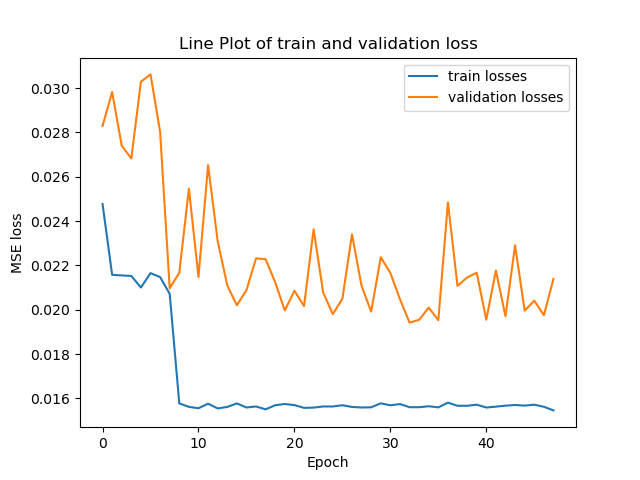 Line Plot of train and validation loss
train losses
validation losses
MSE loss
0.030
0.028
0.026
0.024
0.022
0.020
0.018
0.016
0 10 20 30 40
Epoch